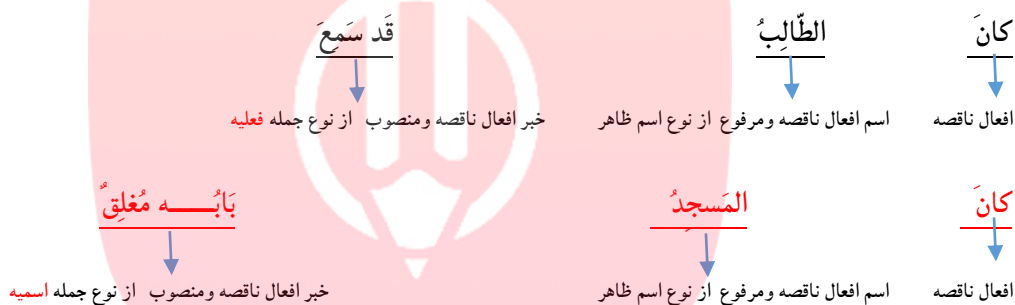 کانَ الطّالِبُ قَد سَمِعَ
افعال ناقصه اسم افعال ناقصه ومرفوع از نوع اسم ظاهر خبر افعال ناقصه ومنصوب از نوع جمله فعلیه
کانَ المَسجِدُ بَابُـــــه مُغلِقٌ
افعال ناقصه اسم افعال ناقصه ومرفوع از نوع اسم ظاهر خبر افعال ناقصه ومنصوب از نوع جمله اسمیه